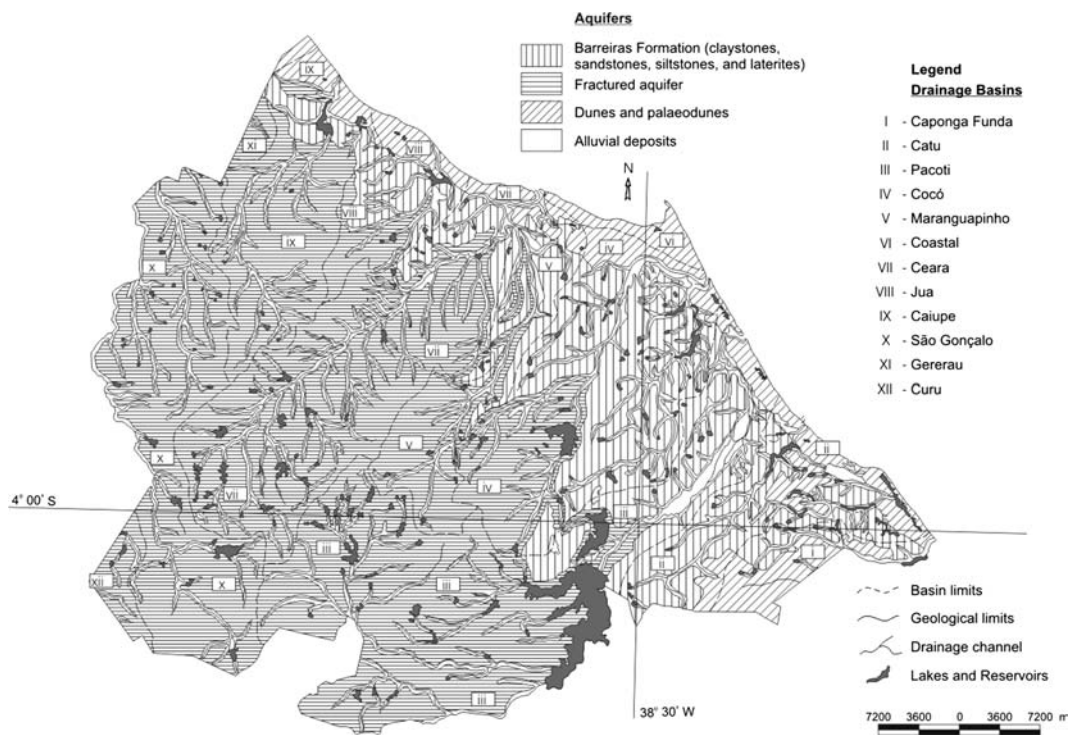 Aquifers
Barreiras Formation (claystones,
sandstones, siltstones, and laterites)
Fractured aquifer
Dunes and palaeodunes
Alluvial deposits
Legend
Drainage Basins
I - Caponga Funda
II - Catu
III - Pacoti
IV - Cocó
V - Maranguapinho
VI - Coastal
VII - Ceara
VIII - Jua
IX - Caiupe
X - São Gonçalo
XI - Gererau
XII - Curu
N
IX
XI
VIII
VII
VIII
IX
IV
VI
X
V
VII
V
II
X
IV
VII
4° 00' S
III
III
I
II
XII
X
III
III
38° 30' W
Basin limits
Geological limits
Drainage channel
Lakes and Reservoirs
7200 3600 0 3600 7200 m